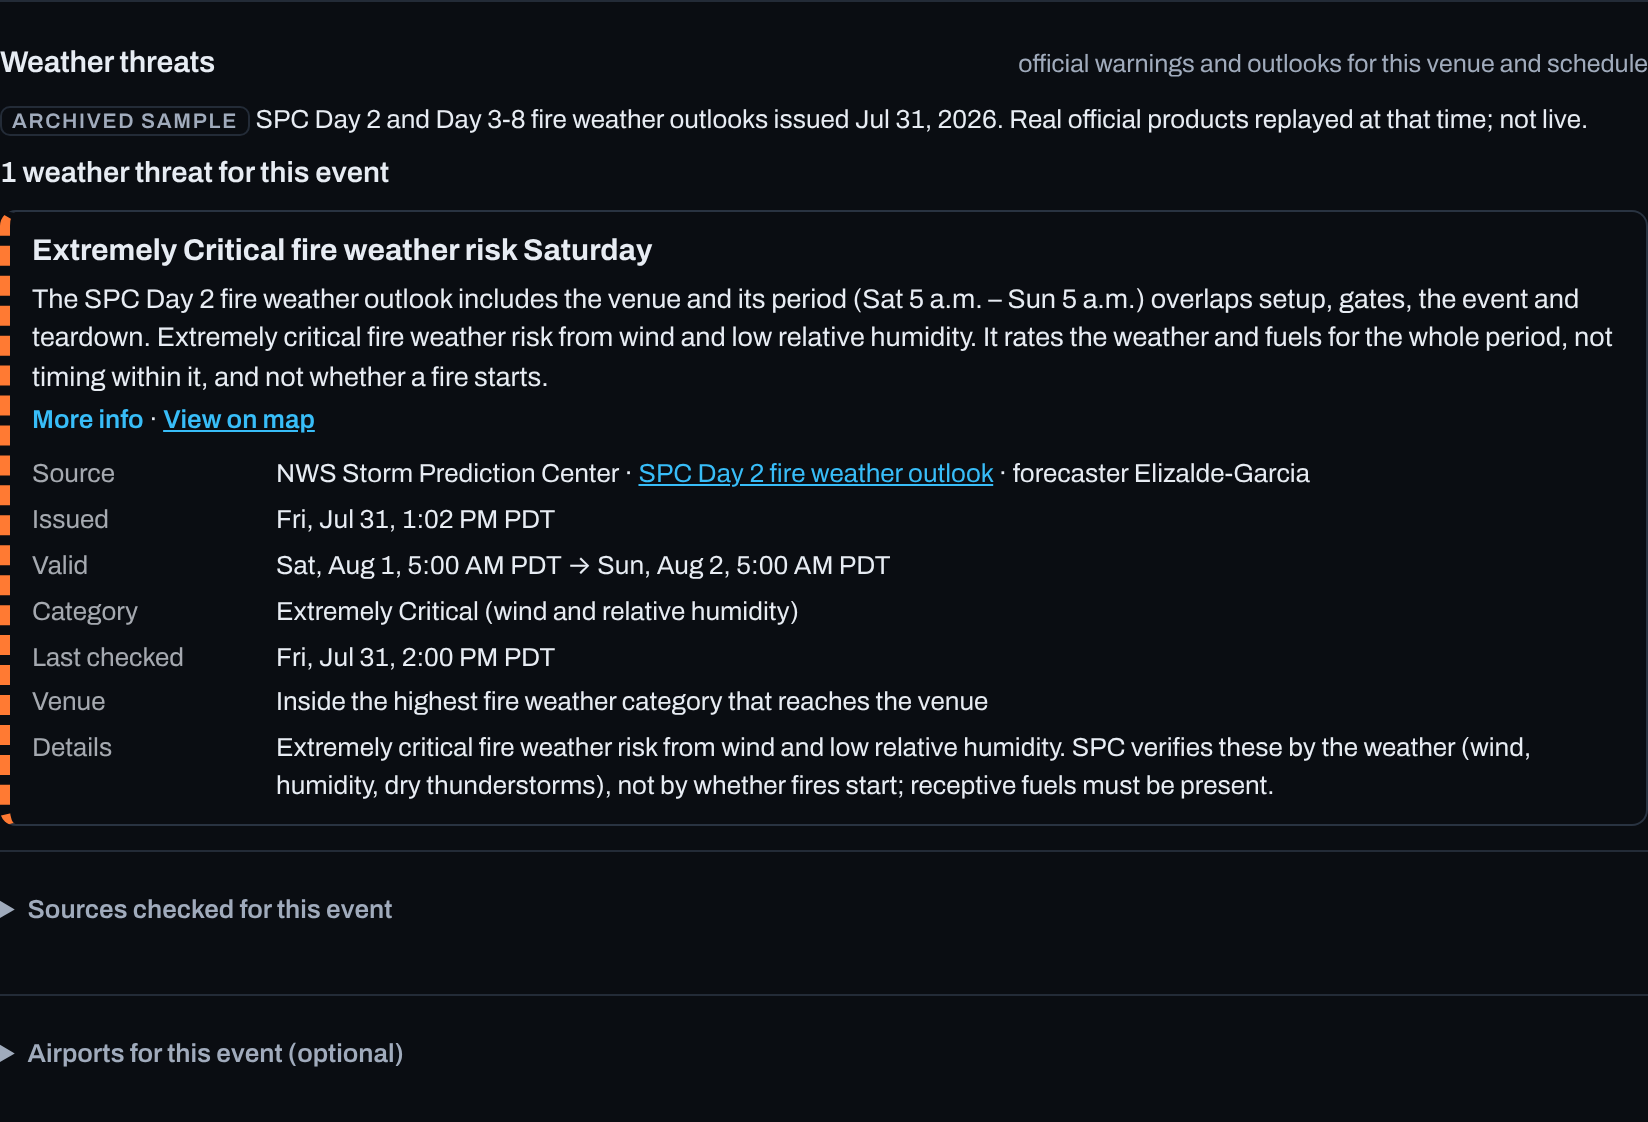 Weather threats
official warnings and outlooks for this venue and schedule
ARCHIVED SAMPLE SPC Day 2 and Day 3-8 fire weather outlooks issued Jul 31, 2026. Real official products replayed at that time; not live.
1 weather threat for this event
Extremely Critical fire weather risk Saturday
The SPC Day 2 fire weather outlook includes the venue and its period (Sat 5 a.m. – Sun 5 a.m.) overlaps setup, gates, the event and
teardown. Extremely critical fire weather risk from wind and low relative humidity. It rates the weather and fuels for the whole period, not
timing within it, and not whether a fire starts.
More info · View on map
Source NWS Storm Prediction Center · SPC Day 2 fire weather outlook · forecaster Elizalde-Garcia
Issued Fri, Jul 31, 1:02 PM PDT
Valid Sat, Aug 1, 5:00 AM PDT → Sun, Aug 2, 5:00 AM PDT
Category Extremely Critical (wind and relative humidity)
Last checked Fri, Jul 31, 2:00 PM PDT
Venue Inside the highest fire weather category that reaches the venue
Details Extremely critical fire weather risk from wind and low relative humidity. SPC verifies these by the weather (wind,
humidity, dry thunderstorms), not by whether fires start; receptive fuels must be present.
Sources checked for this event
Airports for this event (optional)